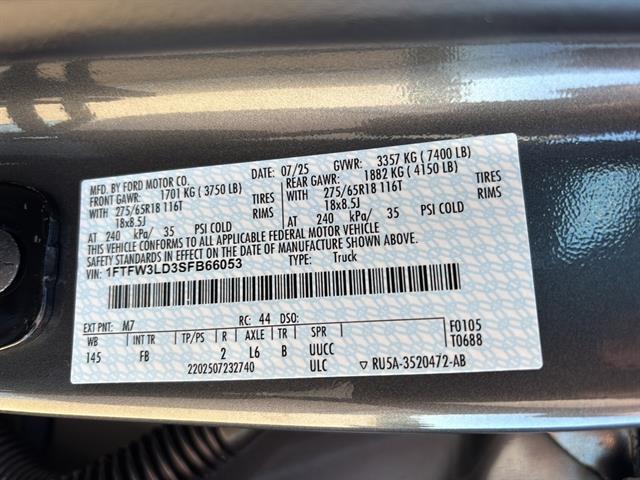 MFD. BY FORD MOTOR CO. DATE: 07/25 GVWR: 3357 KG (7400 LB)
FRONT GAWR: 1701 KG (3750 LB) REAR GAWR: 1882 KG (4150 LB)
WITH 275/65R18 116T TIRES WITH 275/65R18 116T TIRES
18x8.5J RIMS 18x8.5J RIMS
AT 240 kPa/ 35 PSI COLD AT 240 kPa/ 35 PSI COLD
THIS VEHICLE CONFORMS TO ALL APPLICABLE FEDERAL MOTOR VEHICLE
SAFETY AND THEFT PREVENTION STANDARDS IN EFFECT ON THE DATE OF MANUFACTURE SHOWN ABOVE.
VIN: 1FTFW3LD3SFB66053 TYPE: Truck
EXT PNT: M7 RC: 44 DSO: F0105
WB INT TR TP/PS R AXLE TR SPR T0688
145 FB 2 L6 B UUCC
2202507232740 ULC ▽ RU5A-3520472-AB